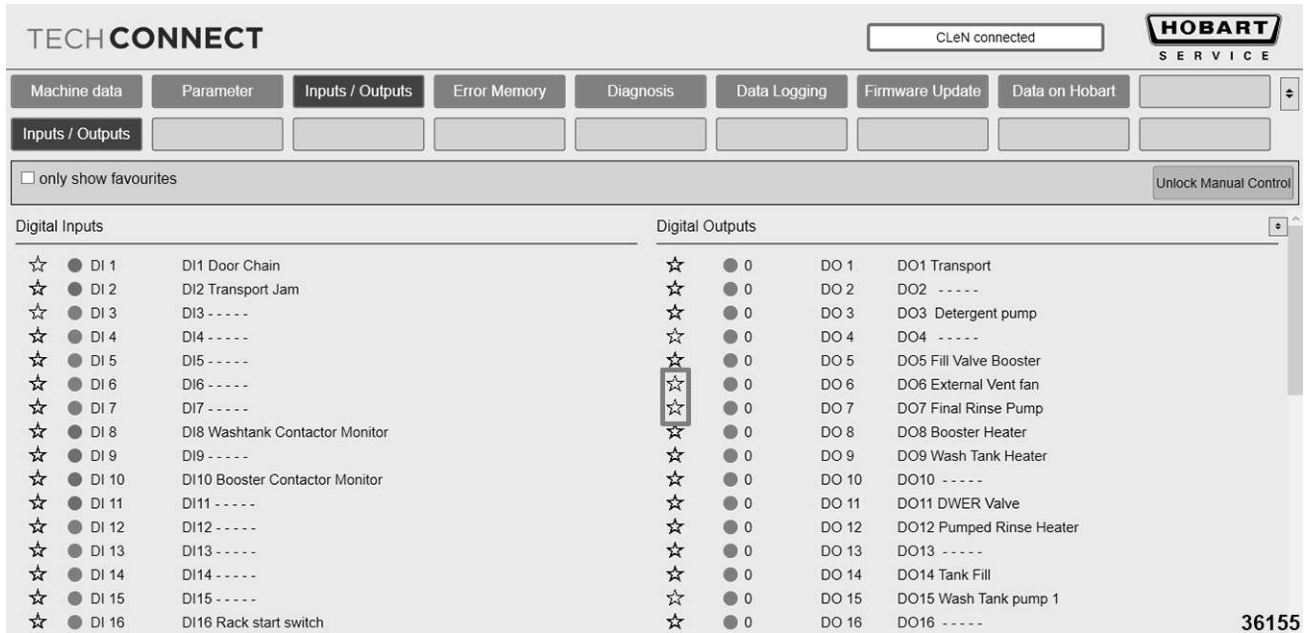 TECHCONNECT
CLeN connected
HOBART
SERVICE
Machine data Parameter Inputs / Outputs Error Memory Diagnosis Data Logging Firmware Update Data on Hobart
Inputs / Outputs
only show favourites Unlock Manual Control
Digital Inputs Digital Outputs
DI 1 DI1 Door Chain 0 DO 1 DO1 Transport
DI 2 DI2 Transport Jam 0 DO 2 DO2 - - - - -
DI 3 DI3 - - - - - 0 DO 3 DO3 Detergent pump
DI 4 DI4 - - - - - 0 DO 4 DO4 - - - - -
DI 5 DI5 - - - - - 0 DO 5 DO5 Fill Valve Booster
DI 6 DI6 - - - - - 0 DO 6 DO6 External Vent fan
DI 7 DI7 - - - - - 0 DO 7 DO7 Final Rinse Pump
DI 8 DI8 Washtank Contactor Monitor 0 DO 8 DO8 Booster Heater
DI 9 DI9 - - - - - 0 DO 9 DO9 Wash Tank Heater
DI 10 DI10 Booster Contactor Monitor 0 DO 10 DO10 - - - - -
DI 11 DI11 - - - - - 0 DO 11 DO11 DWER Valve
DI 12 DI12 - - - - - 0 DO 12 DO12 Pumped Rinse Heater
DI 13 DI13 - - - - - 0 DO 13 DO13 - - - - -
DI 14 DI14 - - - - - 0 DO 14 DO14 Tank Fill
DI 15 DI15 - - - - - 0 DO 15 DO15 Wash Tank pump 1
DI 16 DI16 Rack start switch 0 DO 16 DO16 - - - - -
36155